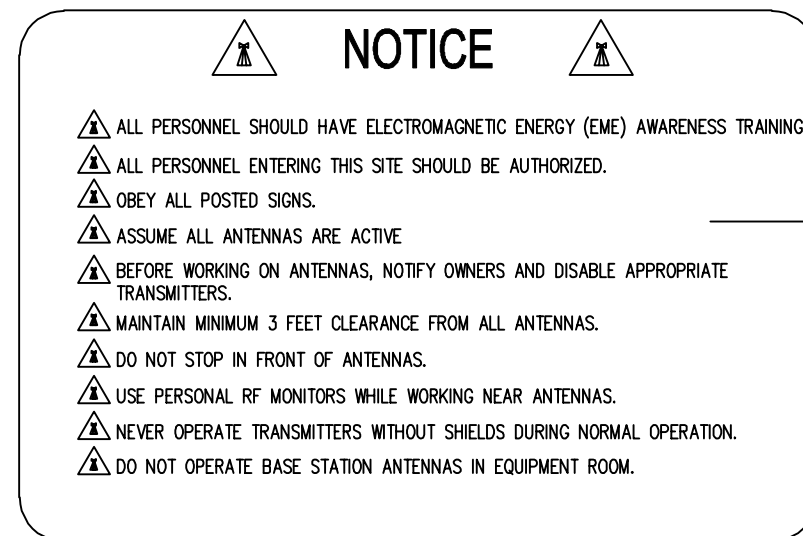 NOTICE
ALL PERSONNEL SHOULD HAVE ELECTROMAGNETIC ENERGY (EME) AWARENESS TRAINING
ALL PERSONNEL ENTERING THIS SITE SHOULD BE AUTHORIZED.
OBEY ALL POSTED SIGNS.
ASSUME ALL ANTENNAS ARE ACTIVE
BEFORE WORKING ON ANTENNAS, NOTIFY OWNERS AND DISABLE APPROPRIATE
TRANSMITTERS.
MAINTAIN MINIMUM 3 FEET CLEARANCE FROM ALL ANTENNAS.
DO NOT STOP IN FRONT OF ANTENNAS.
USE PERSONAL RF MONITORS WHILE WORKING NEAR ANTENNAS.
NEVER OPERATE TRANSMITTERS WITHOUT SHIELDS DURING NORMAL OPERATION.
DO NOT OPERATE BASE STATION ANTENNAS IN EQUIPMENT ROOM.